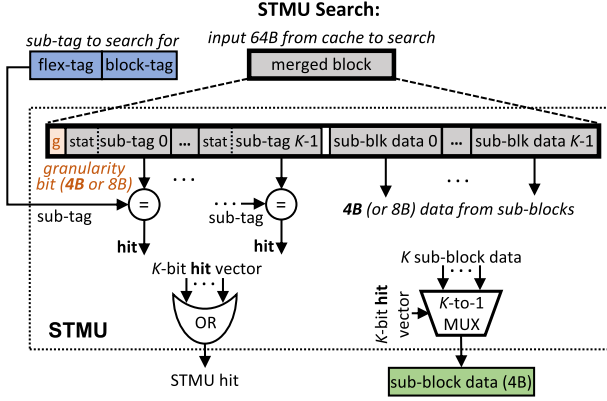 STMU Search:
sub-tag to search for
input 64B from cache to search
flex-tag block-tag
merged block
g stat sub-tag 0 ... stat sub-tag K-1 sub-blk data 0 ... sub-blk data K-1
granularity
bit (4B or 8B)
...
...
= ... =
sub-tag
sub-tag
4B (or 8B) data from sub-blocks
hit
hit
K-bit hit vector
...
K sub-block data
...
OR
K-bit hit
vector
K-to-1
MUX
STMU
STMU hit
sub-block data (4B)